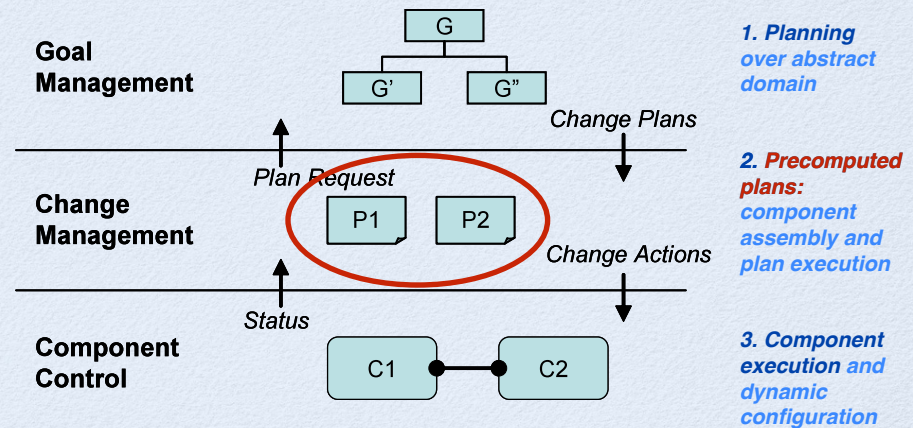 Goal
Management
G
G’
G”
1. Planning
over abstract
domain
Change Plans
Plan Request
Change
Management
P1
P2
2. Precomputed
plans:
component
assembly and
plan execution
Change Actions
Status
Component
Control
C1
C2
3. Component
execution and
dynamic
configuration